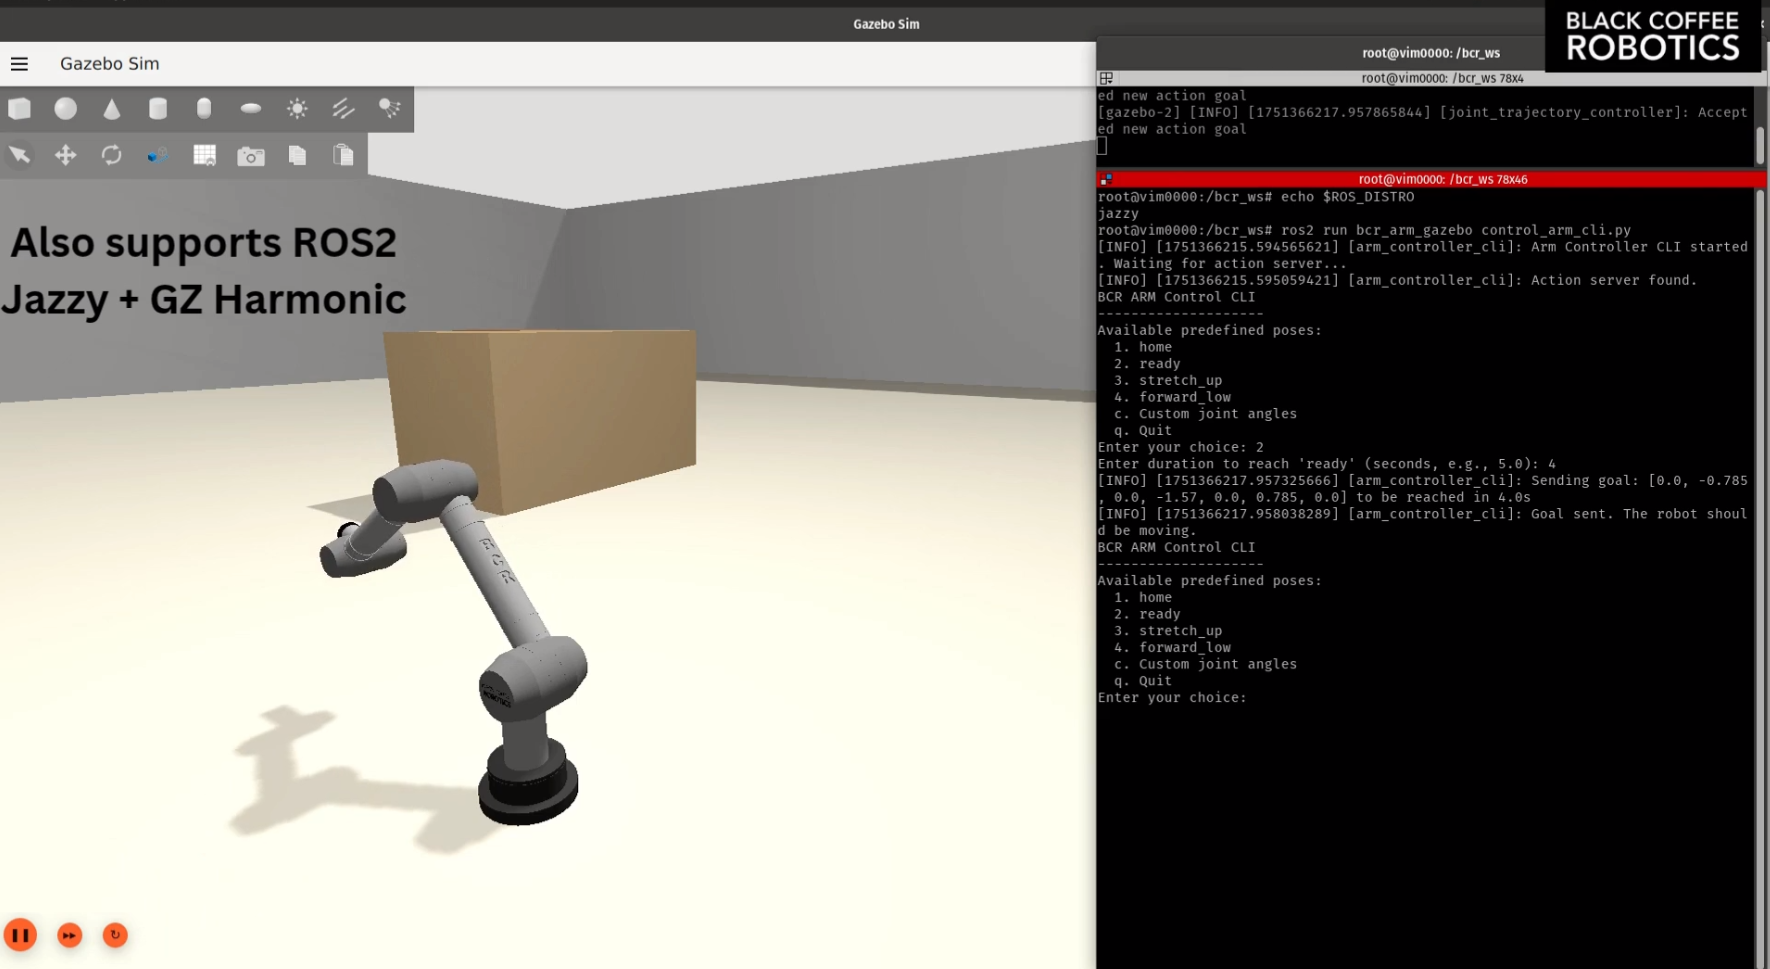 Gazebo Sim
BLACK COFFEE
ROBOTICS
Gazebo Sim
root@vim0000: /bcr_ws
root@vim0000: /bcr_ws 78x4
ed new action goal
[gazebo-2] [INFO] [1751366217.957865844] [joint_trajectory_controller]: Accept
ed new action goal
root@vim0000: /bcr_ws 78x46
root@vim0000:/bcr_ws# echo $ROS_DISTRO
jazzy
root@vim0000:/bcr_ws# ros2 run bcr_arm_gazebo control_arm_cli.py
[INFO] [1751366215.594565621] [arm_controller_cli]: Arm Controller CLI started
. Waiting for action server...
[INFO] [1751366215.595059421] [arm_controller_cli]: Action server found.
BCR ARM Control CLI
--------------------
Available predefined poses:
1. home
2. ready
3. stretch_up
4. forward_low
c. Custom joint angles
q. Quit
Enter your choice: 2
Enter duration to reach 'ready' (seconds, e.g., 5.0): 4
[INFO] [1751366217.957325666] [arm_controller_cli]: Sending goal: [0.0, -0.785
, 0.0, -1.57, 0.0, 0.785, 0.0] to be reached in 4.0s
[INFO] [1751366217.958038289] [arm_controller_cli]: Goal sent. The robot shoul
d be moving.
BCR ARM Control CLI
--------------------
Available predefined poses:
1. home
2. ready
3. stretch_up
4. forward_low
c. Custom joint angles
q. Quit
Enter your choice:
Also supports ROS2
Jazzy + GZ Harmonic
BCR
ROBOTICS